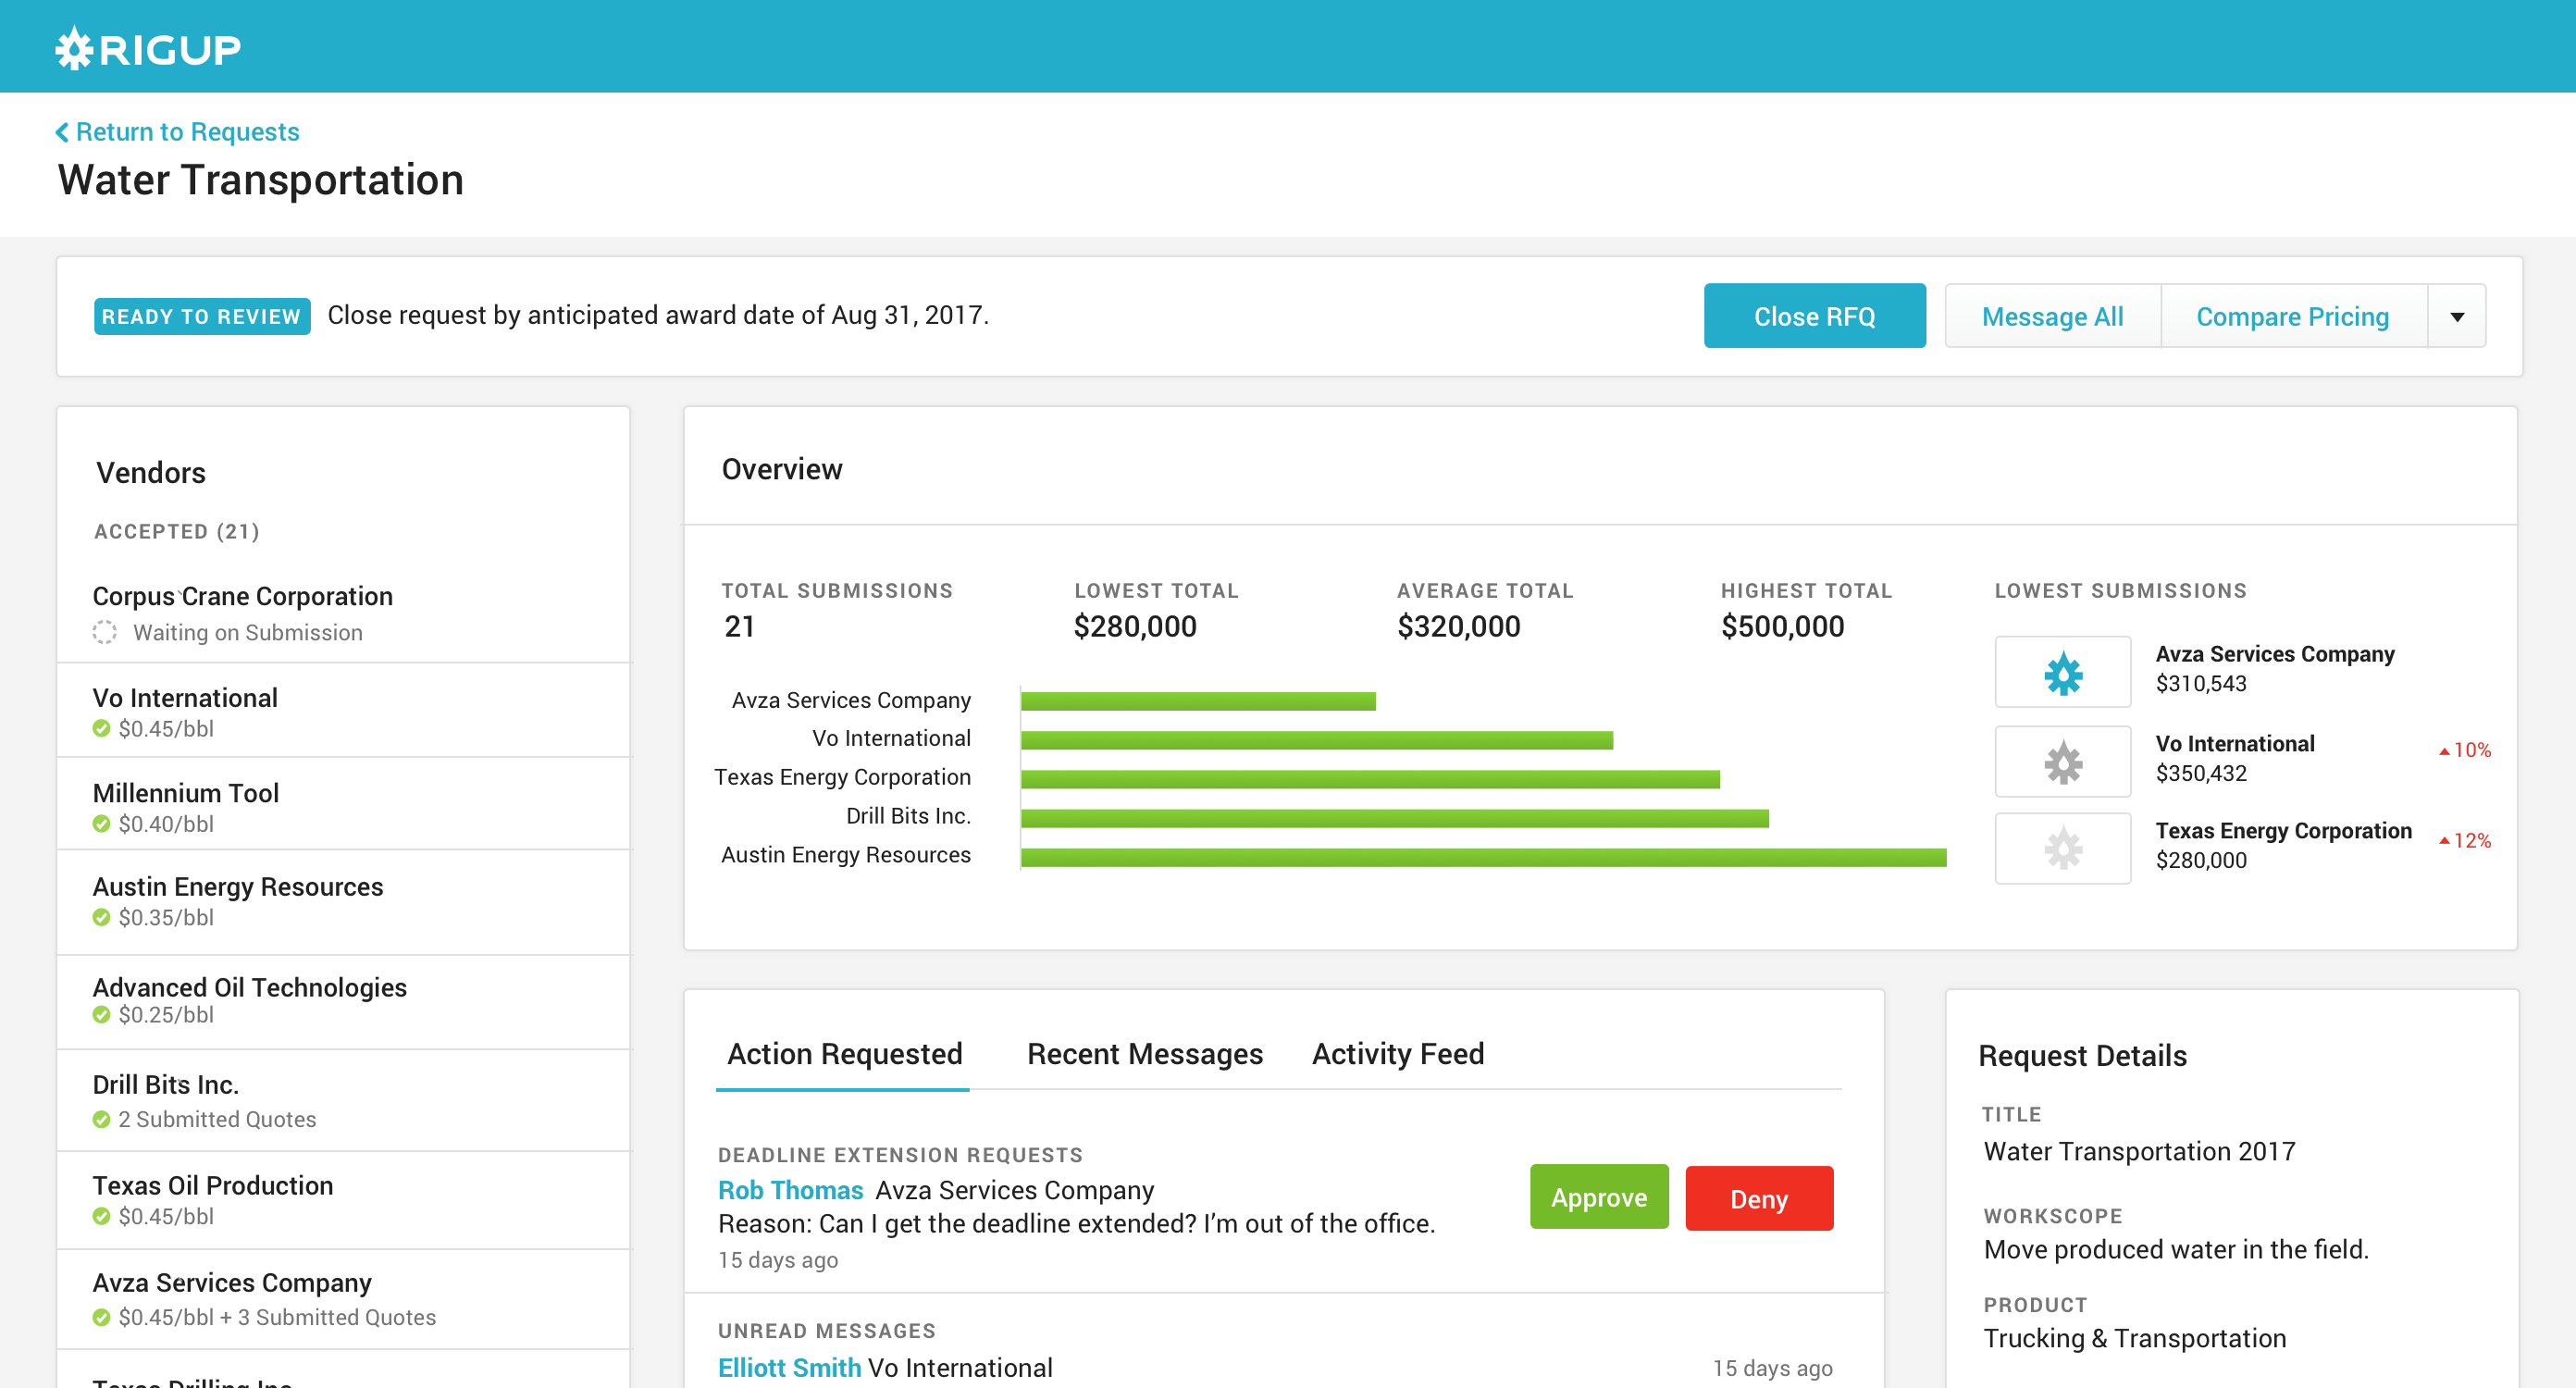 RIGUP
Return to Requests
Water Transportation
READY TO REVIEW Close request by anticipated award date of Aug 31, 2017.
Close RFQ
Message All
Compare Pricing
Vendors
ACCEPTED (21)
Corpus Crane Corporation
Waiting on Submission
Vo International
$0.45/bbl
Millennium Tool
$0.40/bbl
Austin Energy Resources
$0.35/bbl
Advanced Oil Technologies
$0.25/bbl
Drill Bits Inc.
2 Submitted Quotes
Texas Oil Production
$0.45/bbl
Avza Services Company
$0.45/bbl + 3 Submitted Quotes
Texas Drilling Inc.
Overview
TOTAL SUBMISSIONS
21
LOWEST TOTAL
$280,000
AVERAGE TOTAL
$320,000
HIGHEST TOTAL
$500,000
Avza Services Company
Vo International
Texas Energy Corporation
Drill Bits Inc.
Austin Energy Resources
LOWEST SUBMISSIONS
Avza Services Company
$310,543
Vo International
$350,432
10%
Texas Energy Corporation
$280,000
12%
Action Requested
Recent Messages
Activity Feed
DEADLINE EXTENSION REQUESTS
Rob Thomas Avza Services Company
Reason: Can I get the deadline extended? I’m out of the office.
15 days ago
Approve
Deny
UNREAD MESSAGES
Elliott Smith Vo International
15 days ago
Request Details
TITLE
Water Transportation 2017
WORKSCOPE
Move produced water in the field.
PRODUCT
Trucking & Transportation